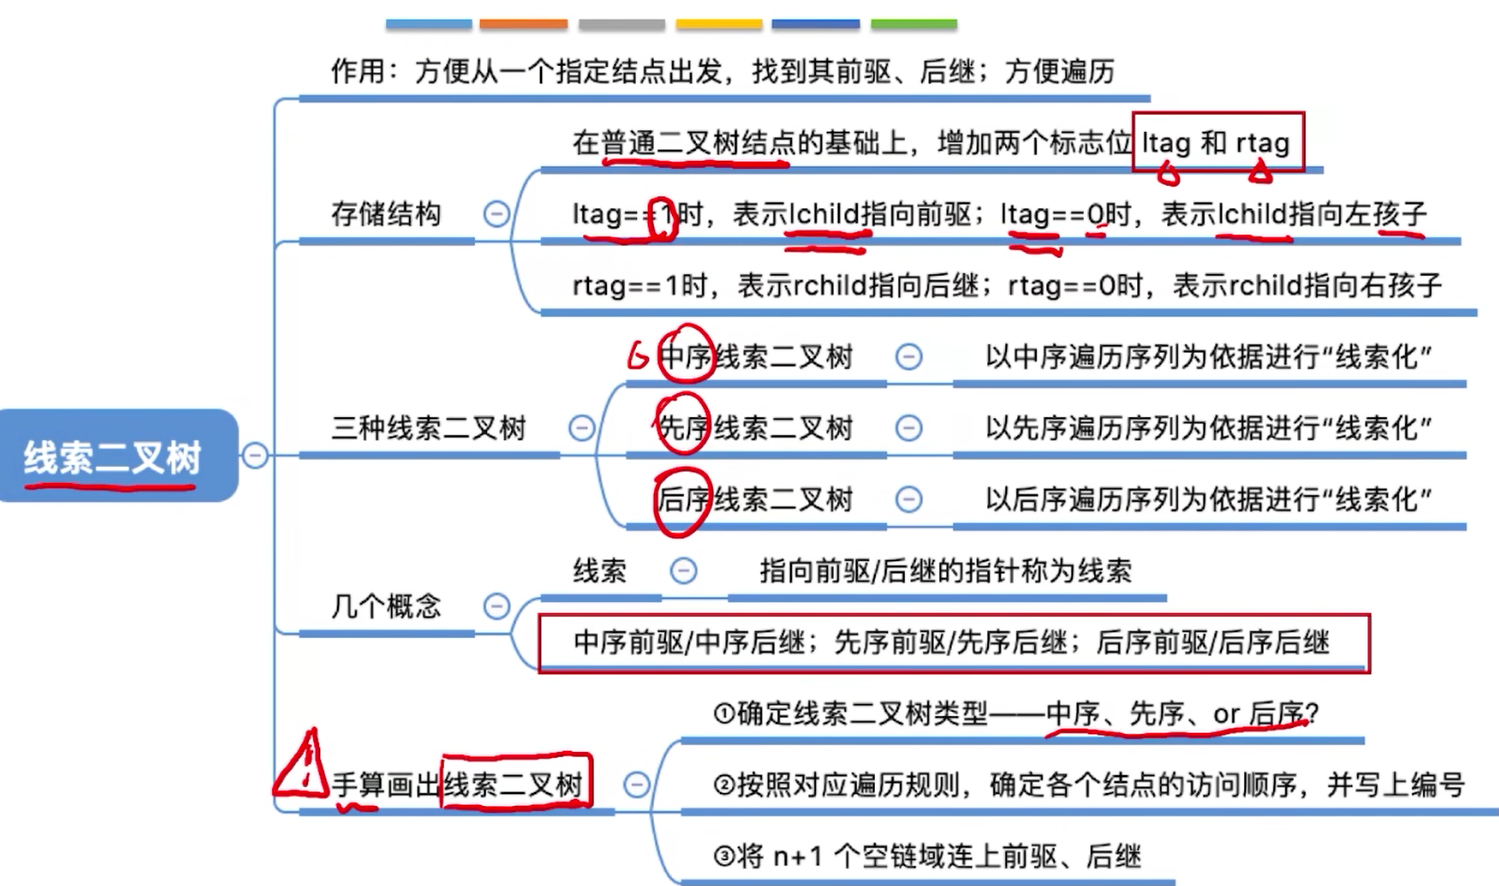 作用：方便从一个指定结点出发，找到其前驱、后继；方便遍历
在普通二叉树结点的基础上，增加两个标志位 ltag 和 rtag
存储结构
ltag==1时，表示lchild指向前驱；ltag==0时，表示lchild指向左孩子
rtag==1时，表示rchild指向后继；rtag==0时，表示rchild指向右孩子
中序线索二叉树
以中序遍历序列为依据进行“线索化”
三种线索二叉树
先序线索二叉树
以先序遍历序列为依据进行“线索化”
线索二叉树
后序线索二叉树
以后序遍历序列为依据进行“线索化”
线索
指向前驱/后继的指针称为线索
几个概念
中序前驱/中序后继；先序前驱/先序后继；后序前驱/后序后继
①确定线索二叉树类型——中序、先序、or 后序？
手算画出线索二叉树
②按照对应遍历规则，确定各个结点的访问顺序，并写上编号
③将 n+1 个空链域连上前驱、后继